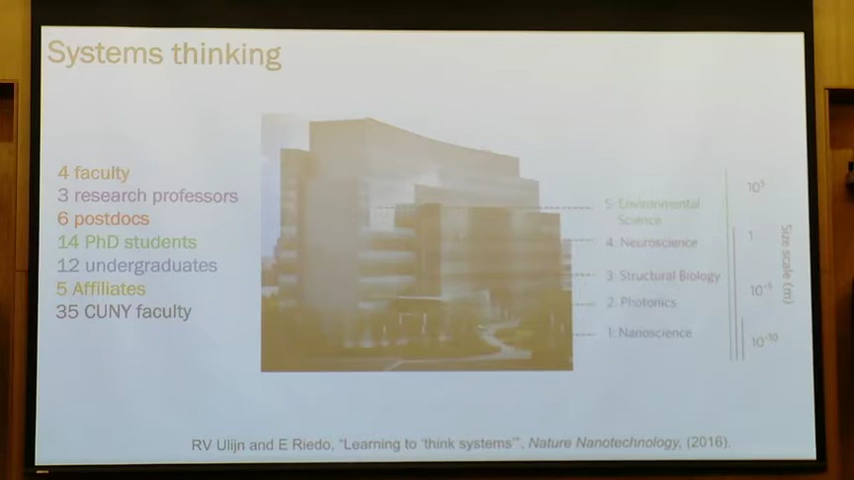 Systems thinking
4 faculty
3 research professors
6 postdocs
14 PhD students
12 undergraduates
5 Affiliates
35 CUNY faculty
5: Environmental
Science
4: Neuroscience
3: Structural Biology
2: Photonics
1: Nanoscience
10⁵
1
10⁻⁵
10⁻¹⁰
Size scale (m)
RV Ulijn and E Riedo, “Learning to ‘think systems’”, Nature Nanotechnology, (2016).